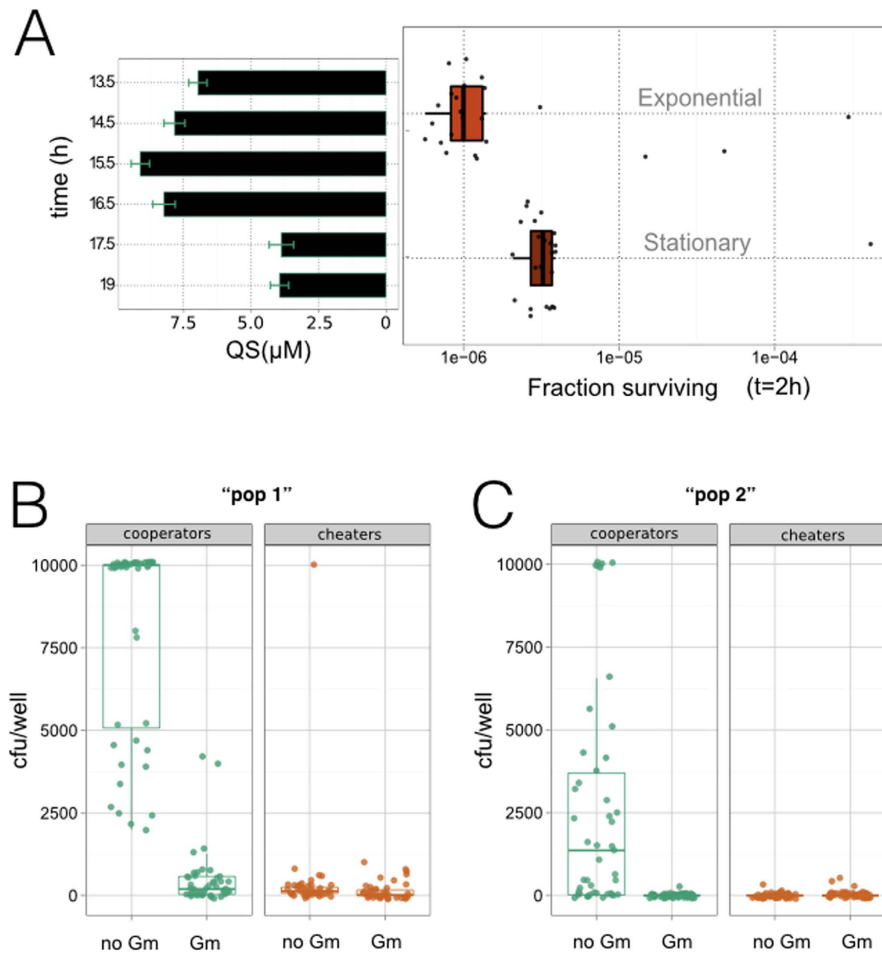 A
time (h)
13.5
14.5
15.5
16.5
17.5
19
7.5 5.0 2.5 0
QS(µM)
Exponential
Stationary
1e−06 1e−05 1e−04
Fraction surviving (t=2h)
B
“pop 1”
cooperators cheaters
cfu/well
10000
7500
5000
2500
0
no Gm Gm no Gm Gm
C
“pop 2”
cooperators cheaters
cfu/well
10000
7500
5000
2500
0
no Gm Gm no Gm Gm